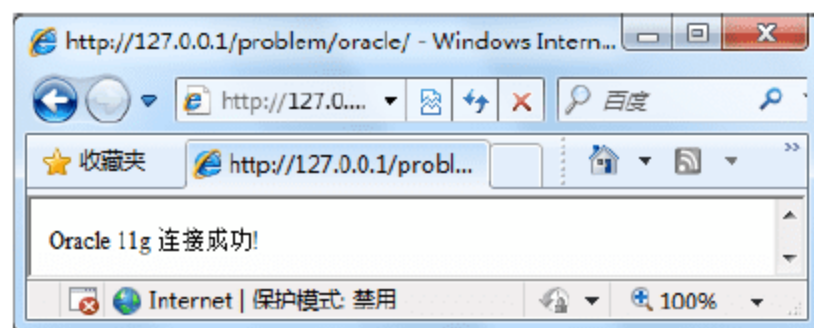 http://127.0.0.1/problem/oracle/ - Windows Intern...
http://127.0.... 百度
收藏夹 http://127.0.0.1/probl...
Oracle 11g 连接成功!
Internet | 保护模式: 禁用 100%